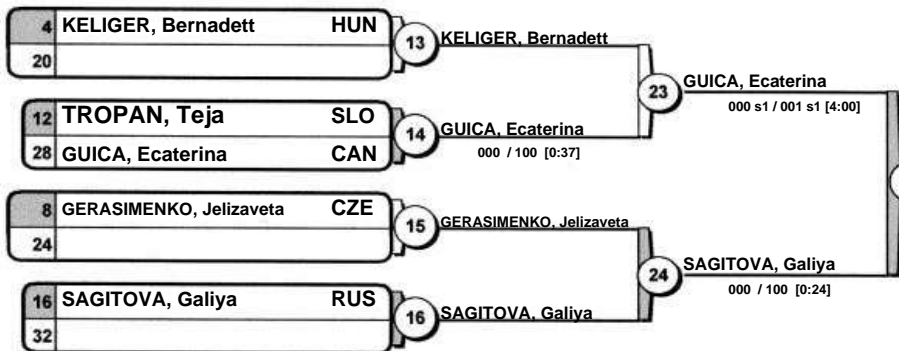 4 KELIGER, Bernadett HUN
20
13
KELIGER, Bernadett
12 TROPAN, Teja SLO
28 GUICA, Ecaterina CAN
14
GUICA, Ecaterina
000 / 100 [0:37]
23
GUICA, Ecaterina
000 s1 / 001 s1 [4:00]
8 GERASIMENKO, Jelizaveta CZE
24
15
GERASIMENKO, Jelizaveta
16 SAGITOVA, Galiya RUS
32
16
SAGITOVA, Galiya
24
SAGITOVA, Galiya
000 / 100 [0:24]